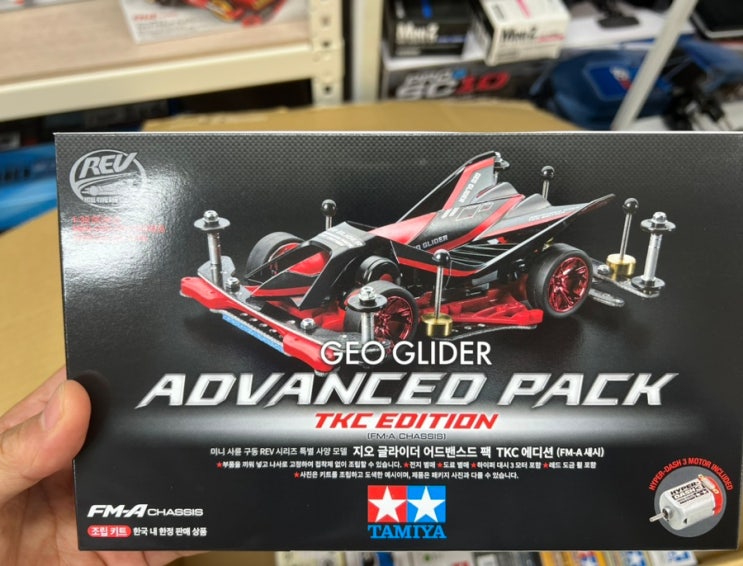 Mini-Z
Mini-Z
SC10
REV
GEO GLIDER
GEO GLIDER
GEO GLIDER
ADVANCED PACK
TKC EDITION
(FM-A CHASSIS)
미니 사륜 구동 REV 시리즈 특별 사양 모델 지오 글라이더 어드밴스드 팩 TKC 에디션 (FM-A 섀시)
★부품을 끼워 넣고 나사로 고정하여 접착제 없이 조립할 수 있습니다. ★전지 별매 ★도료 별매 ★하이퍼 대시 3 모터 포함 ★레드 도금 휠 포함
★사진은 키트를 조립하고 도색한 예시이며, 제품은 패키지 사진과 다를 수 있습니다.
HYPER-DASH 3 MOTOR INCLUDED
FM-A CHASSIS
조립 키트 한국 내 한정 판매 상품
TAMIYA